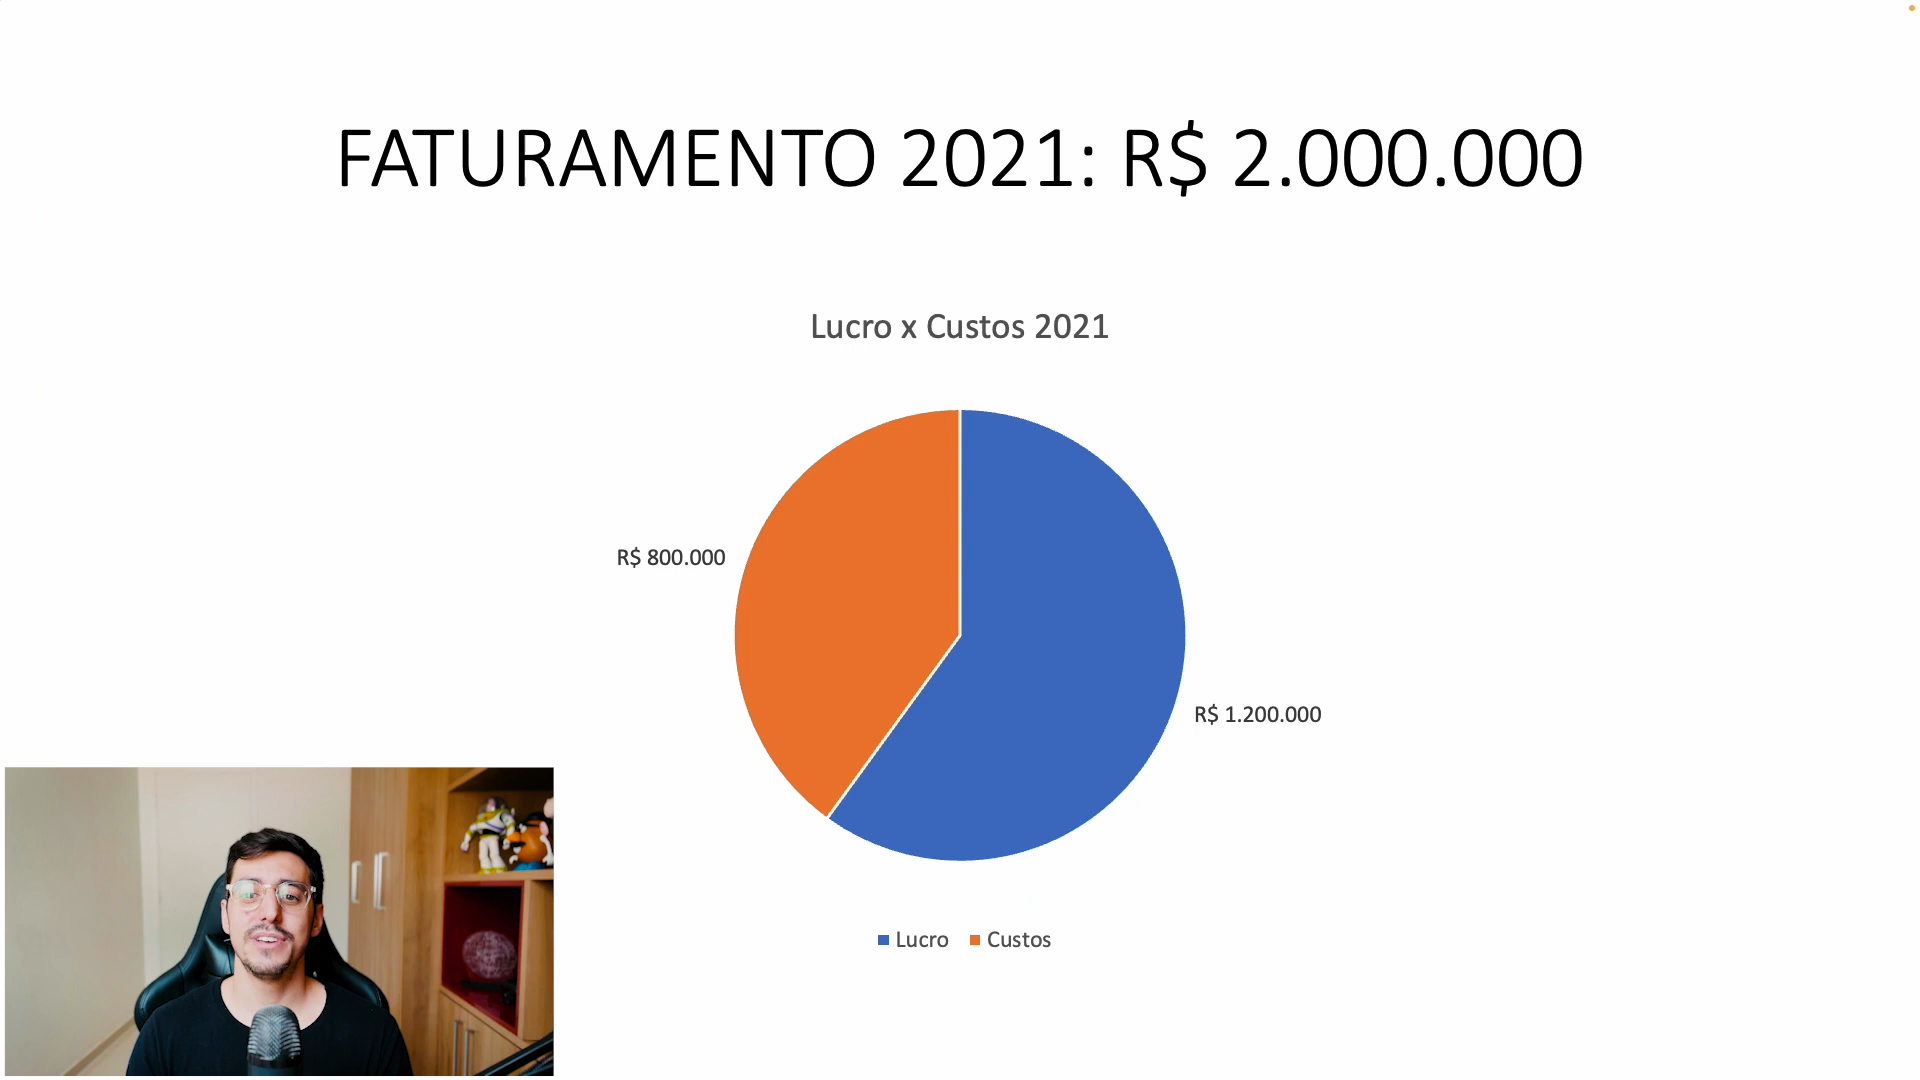 FATURAMENTO 2021: R$ 2.000.000
Lucro x Custos 2021
R$ 800.000
R$ 1.200.000
Lucro Custos